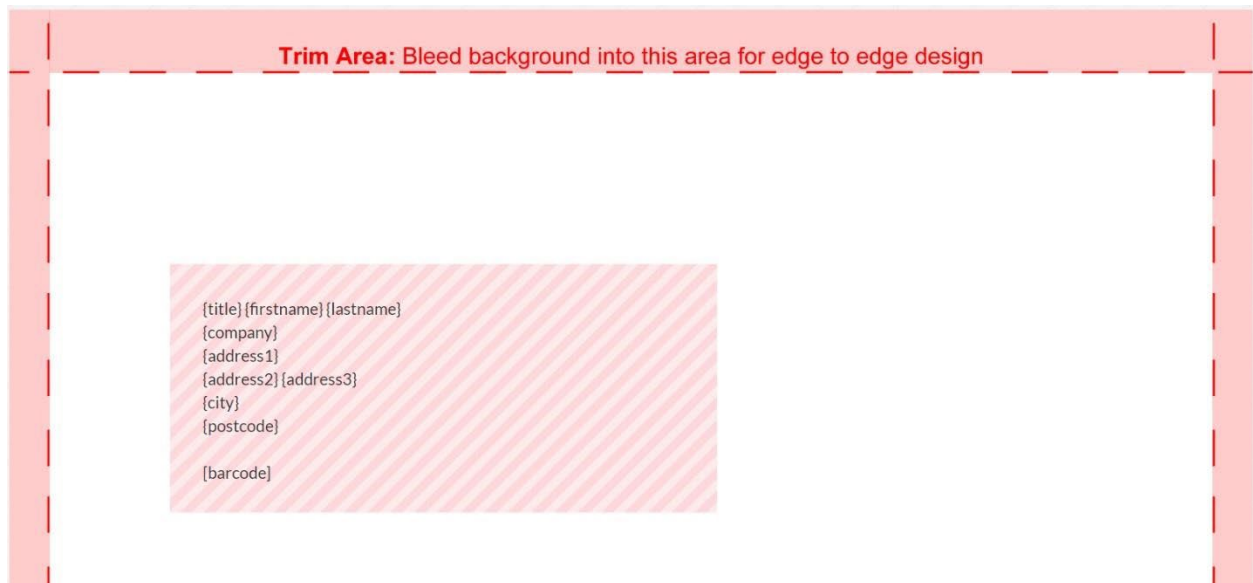 Trim Area: Bleed background into this area for edge to edge design
{title} {firstname} {lastname}
{company}
{address1}
{address2} {address3}
{city}
{postcode}
[barcode]